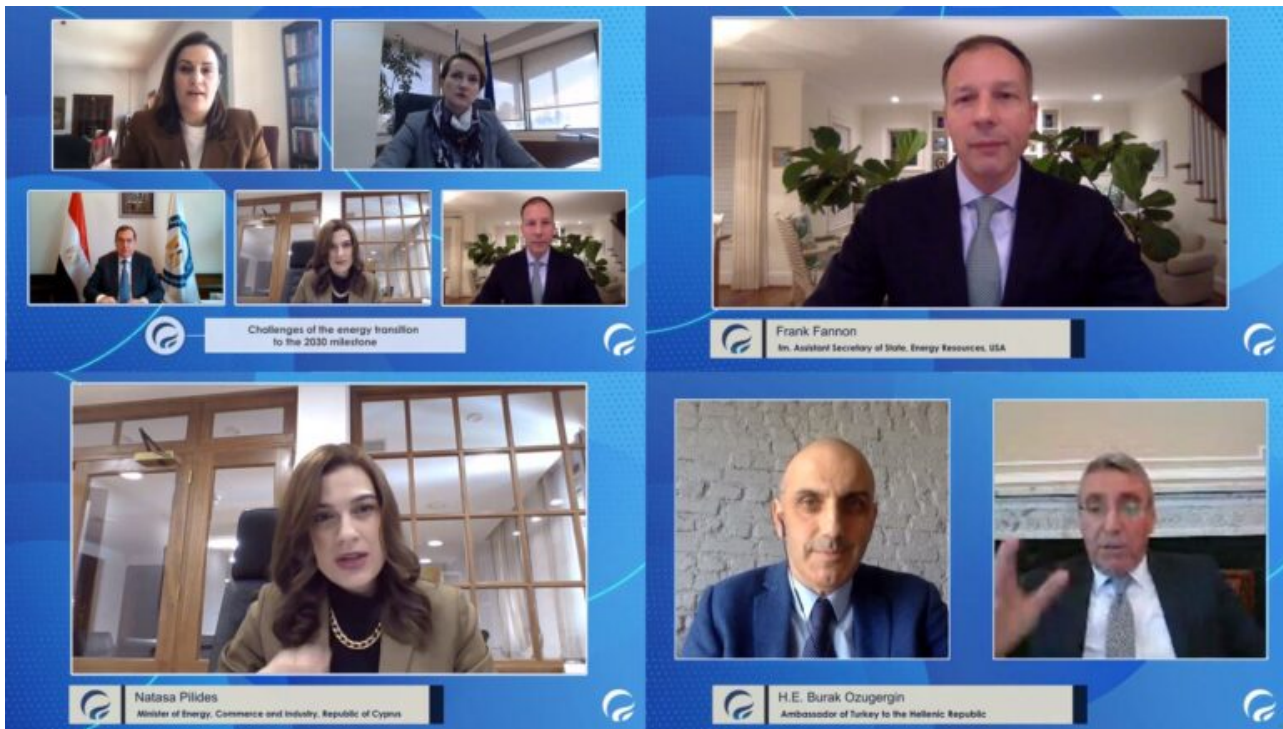 Challenges of the energy transition
to the 2030 milestone
Frank Fannon
fm. Assistant Secretary of State, Energy Resources, USA
Natasa Pilides
Minister of Energy, Commerce and Industry, Republic of Cyprus
H.E. Burak Ozugergin
Ambassador of Turkey to the Hellenic Republic